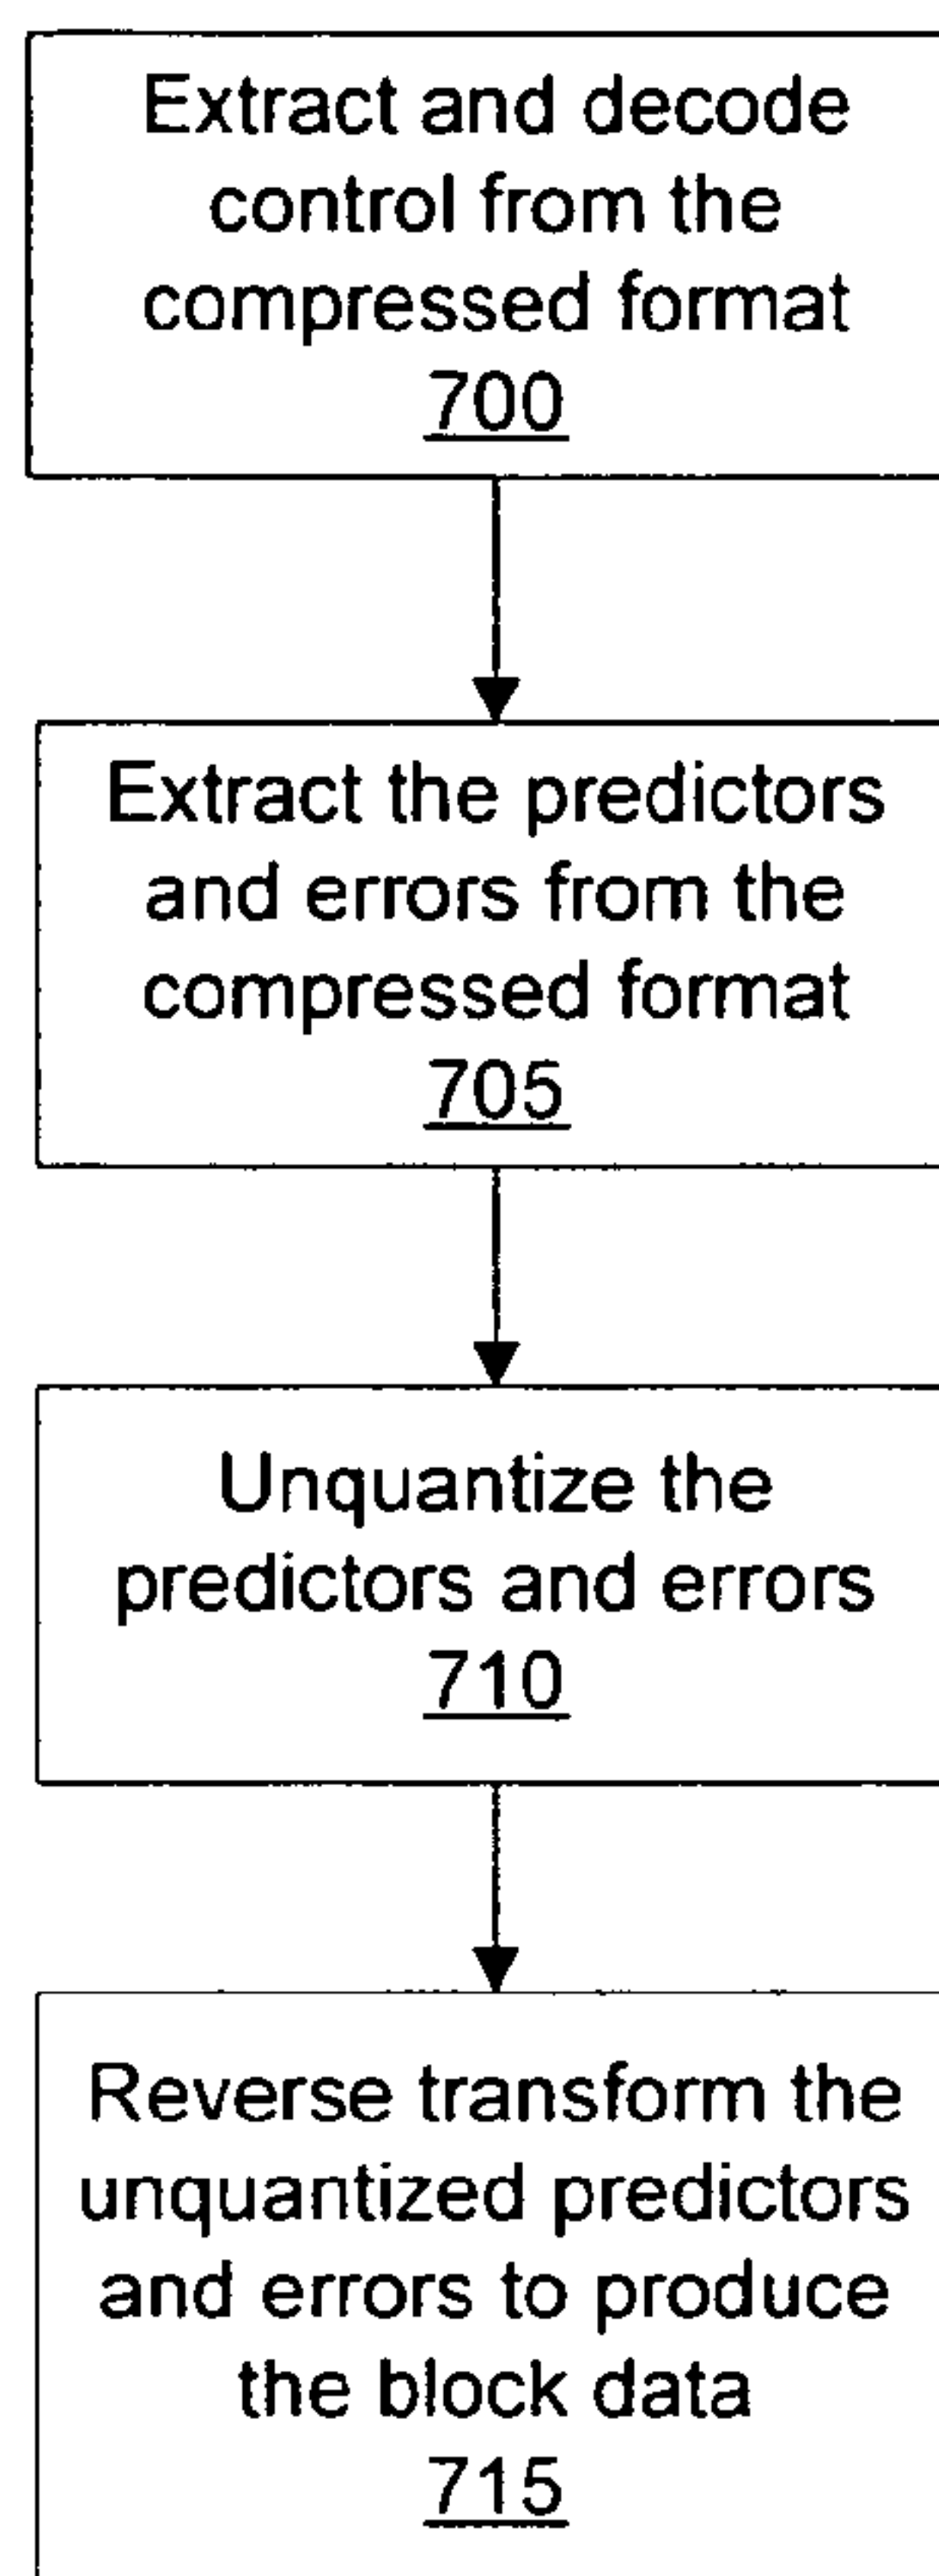 Extract and decode
control from the
compressed format
700
Extract the predictors
and errors from the
compressed format
705
Unquantize the
predictors and errors
710
Reverse transform the
unquantized predictors
and errors to produce
the block data
715